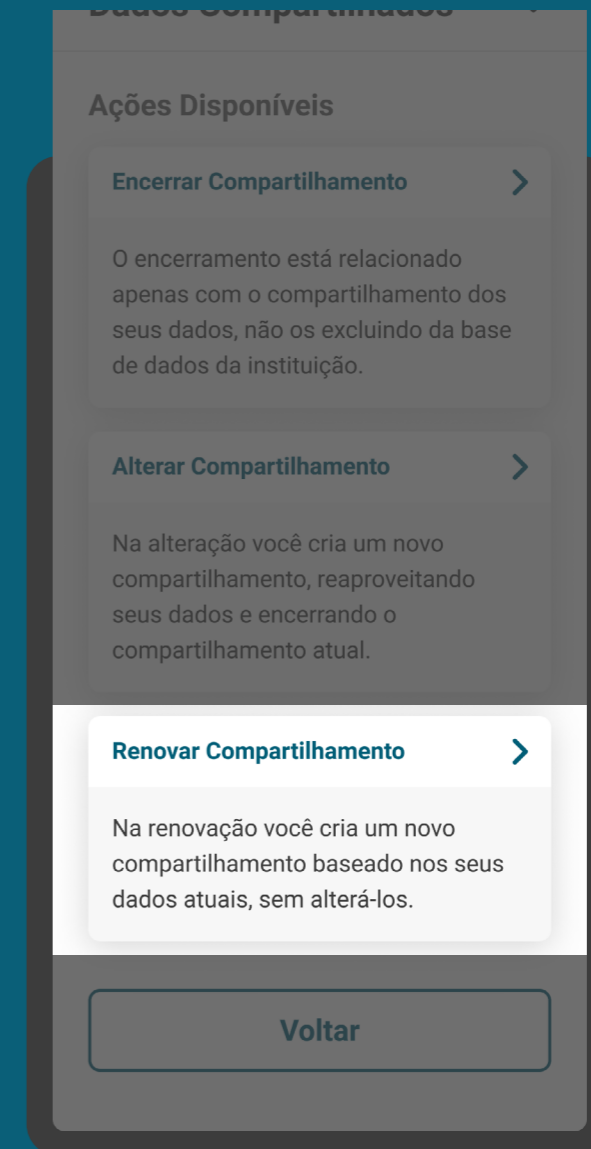 Dados Compartilhados
Ações Disponíveis
Encerrar Compartilhamento
O encerramento está relacionado
apenas com o compartilhamento dos
seus dados, não os excluindo da base
de dados da instituição.
Alterar Compartilhamento
Na alteração você cria um novo
compartilhamento, reaproveitando
seus dados e encerrando o
compartilhamento atual.
Renovar Compartilhamento
Na renovação você cria um novo
compartilhamento baseado nos seus
dados atuais, sem alterá-los.
Voltar